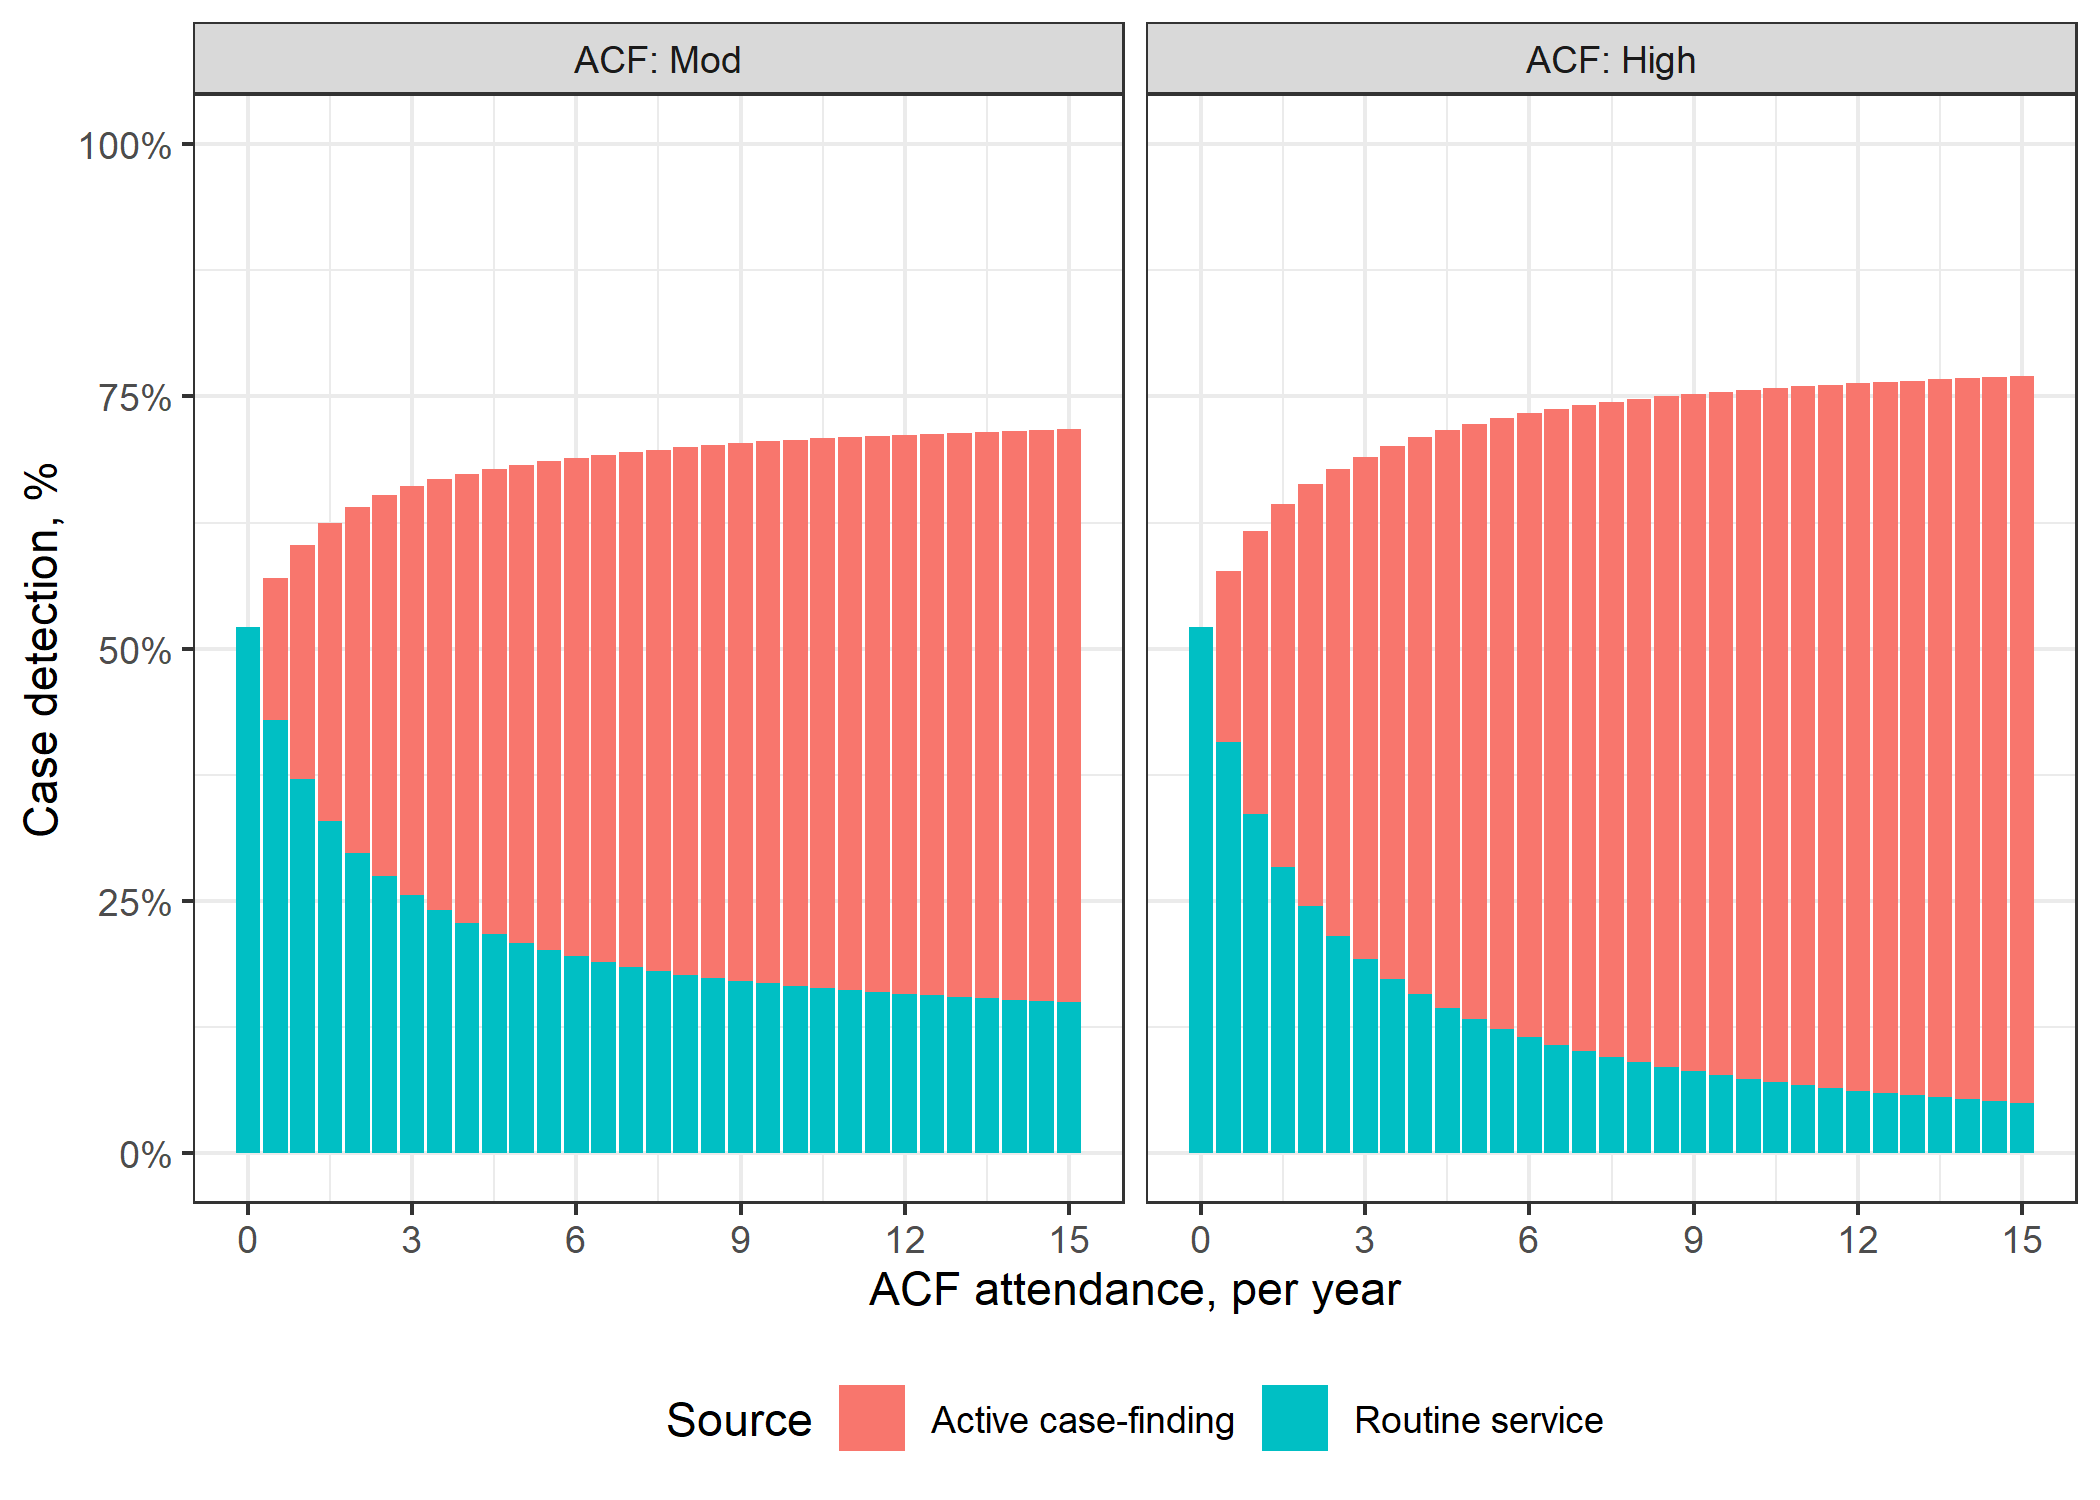 ACF: Mod
ACF: High
100%
75%
50%
25%
0%
Case detection, %
0 3 6 9 12 15
0 3 6 9 12 15
ACF attendance, per year
Source Active case-finding Routine service